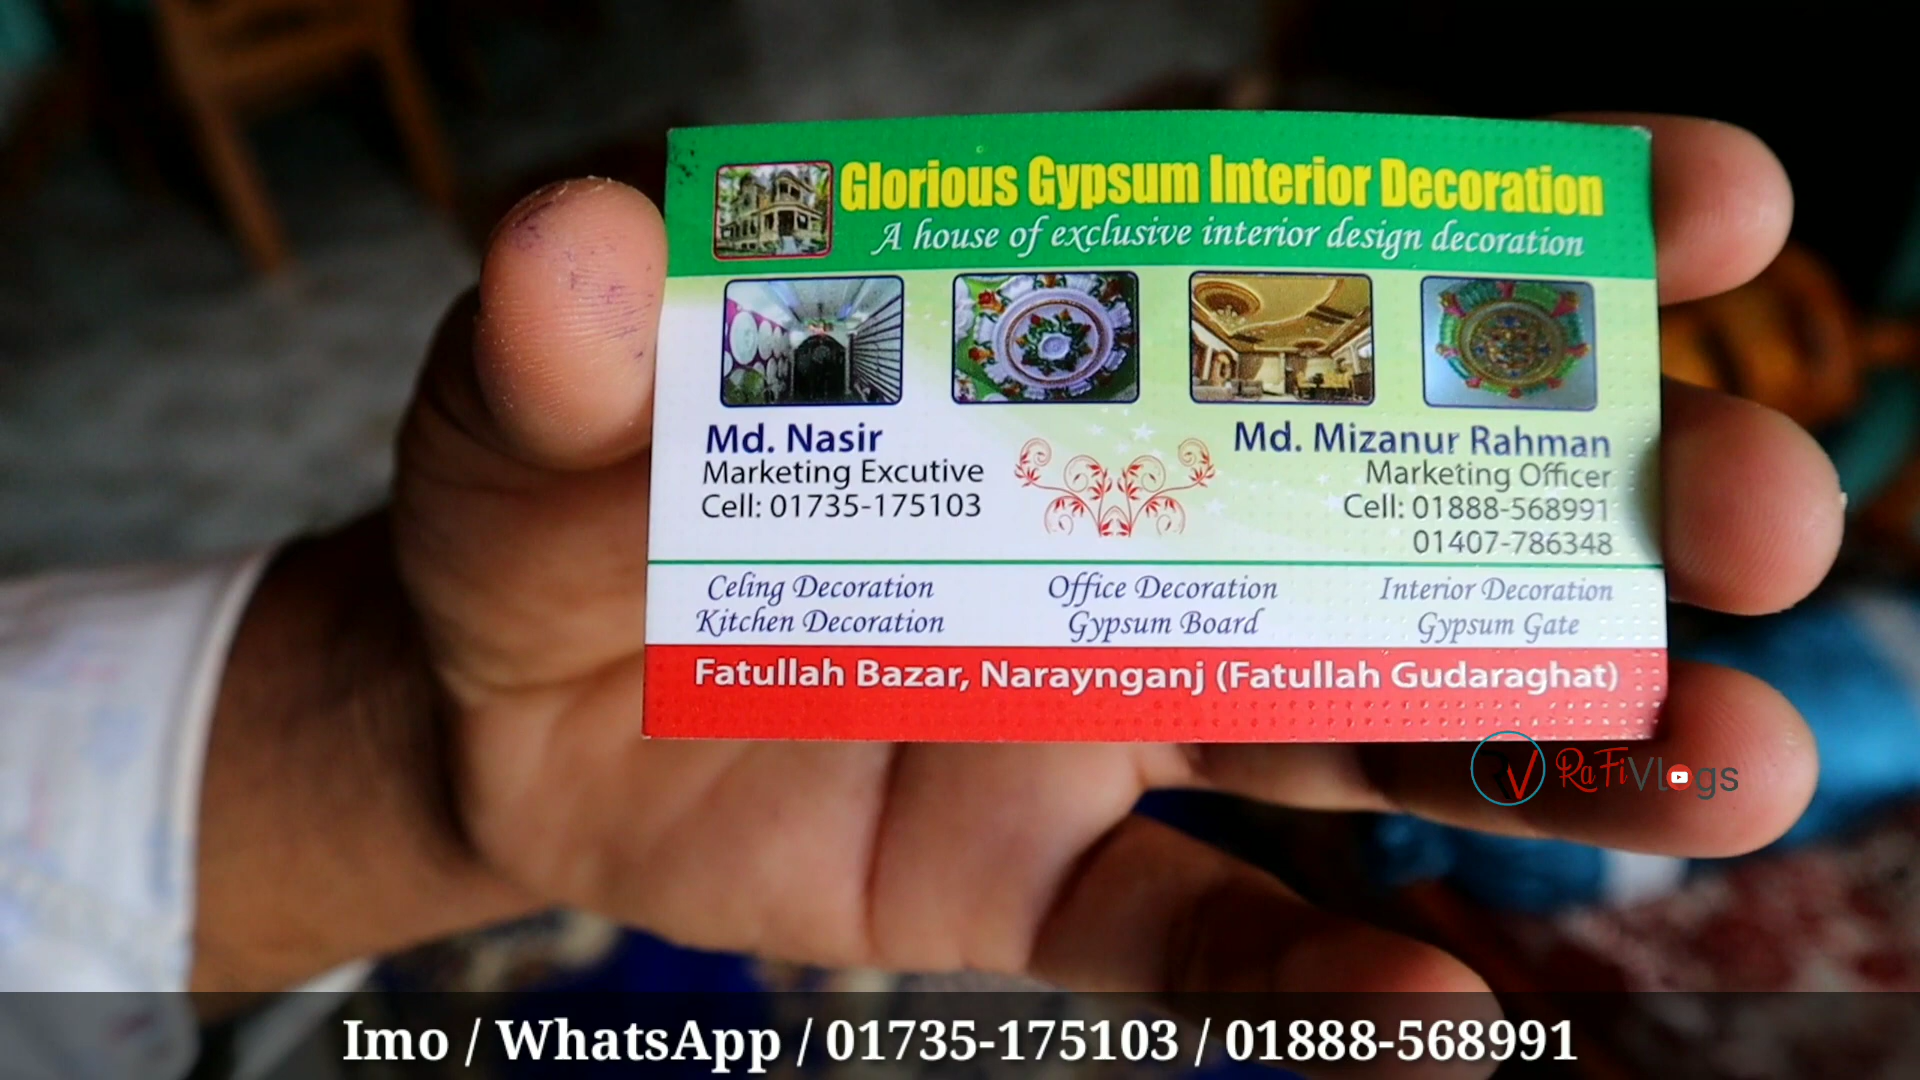 Glorious Gypsum Interior Decoration
A house of exclusive interior design decoration
Md. Nasir
Marketing Excutive
Cell: 01735-175103
Md. Mizanur Rahman
Marketing Officer
Cell: 01888-568991
01407-786348
Celing Decoration
Office Decoration
Interior Decoration
Kitchen Decoration
Gypsum Board
Gypsum Gate
Fatullah Bazar, Naraynganj (Fatullah Gudaraghat)
RV RaFiVlogs
Imo / WhatsApp / 01735-175103 / 01888-568991